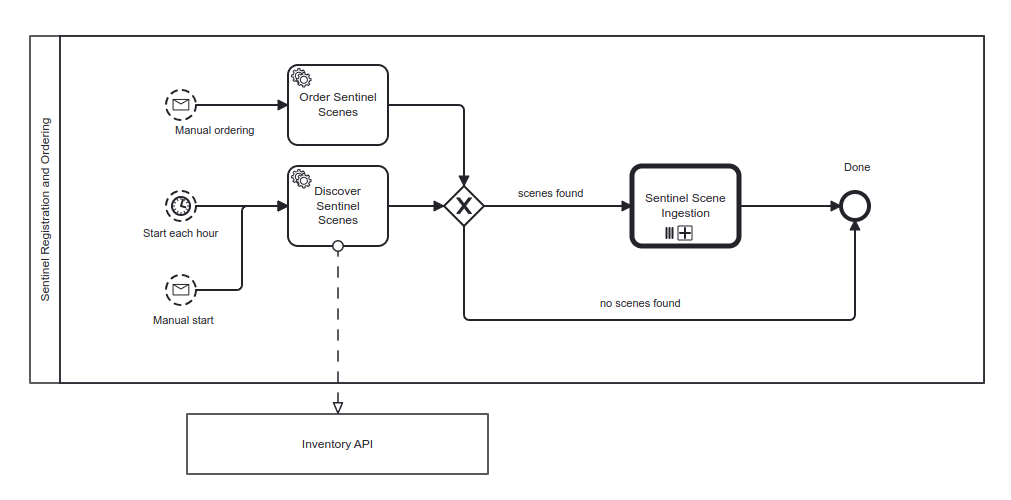 Sentinel Registration and Ordering
Order Sentinel
Scenes
Manual ordering
Discover
Sentinel
Scenes
Start each hour
Manual start
X
scenes found
Sentinel Scene
Ingestion
Done
no scenes found
Inventory API